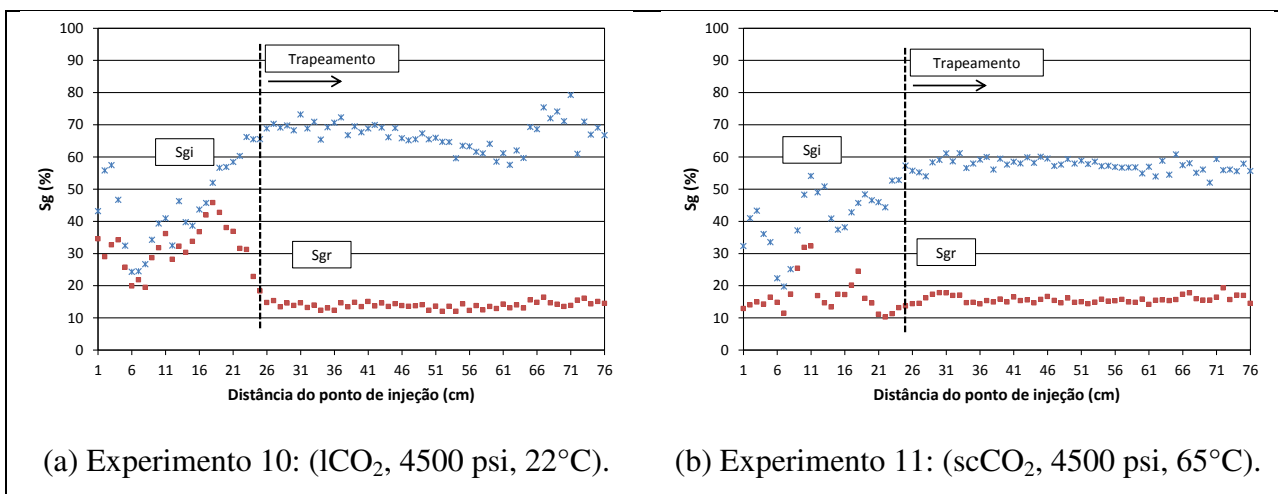 100
90
80
70
60
50
40
30
20
10
0
Sg (%)
Trapeamento
Sgi
Sgr
1 6 11 16 21 26 31 36 41 46 51 56 61 66 71 76
Distância do ponto de injeção (cm)
(a) Experimento 10: (lCO₂, 4500 psi, 22°C).
100
90
80
70
60
50
40
30
20
10
0
Sg (%)
Trapeamento
Sgi
Sgr
1 6 11 16 21 26 31 36 41 46 51 56 61 66 71 76
Distância do ponto de injeção (cm)
(b) Experimento 11: (scCO₂, 4500 psi, 65°C).